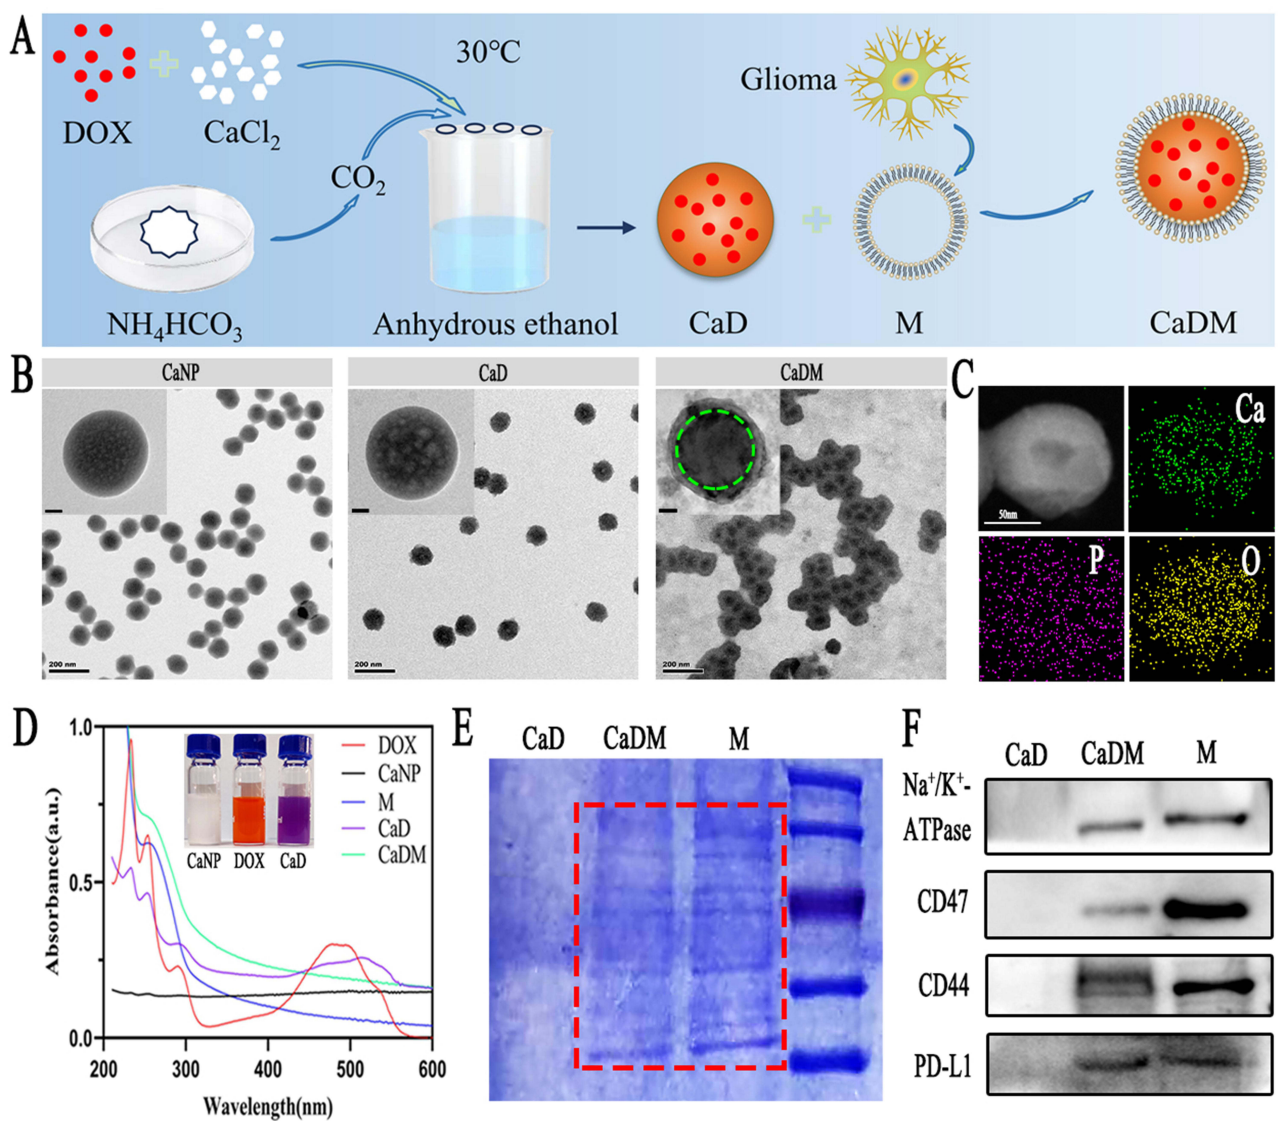 A
DOX
CaCl2
30°C
Glioma
CO2
NH4HCO3
Anhydrous ethanol
CaD
M
CaDM
B
CaNP
CaD
CaDM
200 nm
200 nm
200 nm
C
Ca
50nm
P
O
D
Absorbance(a.u.)
1.0
0.5
0.0
200
300
400
500
600
Wavelength(nm)
CaNP
DOX
CaD
DOX
CaNP
M
CaD
CaDM
E
CaD
CaDM
M
F
CaD
CaDM
M
Na+/K+-
ATPase
CD47
CD44
PD-L1